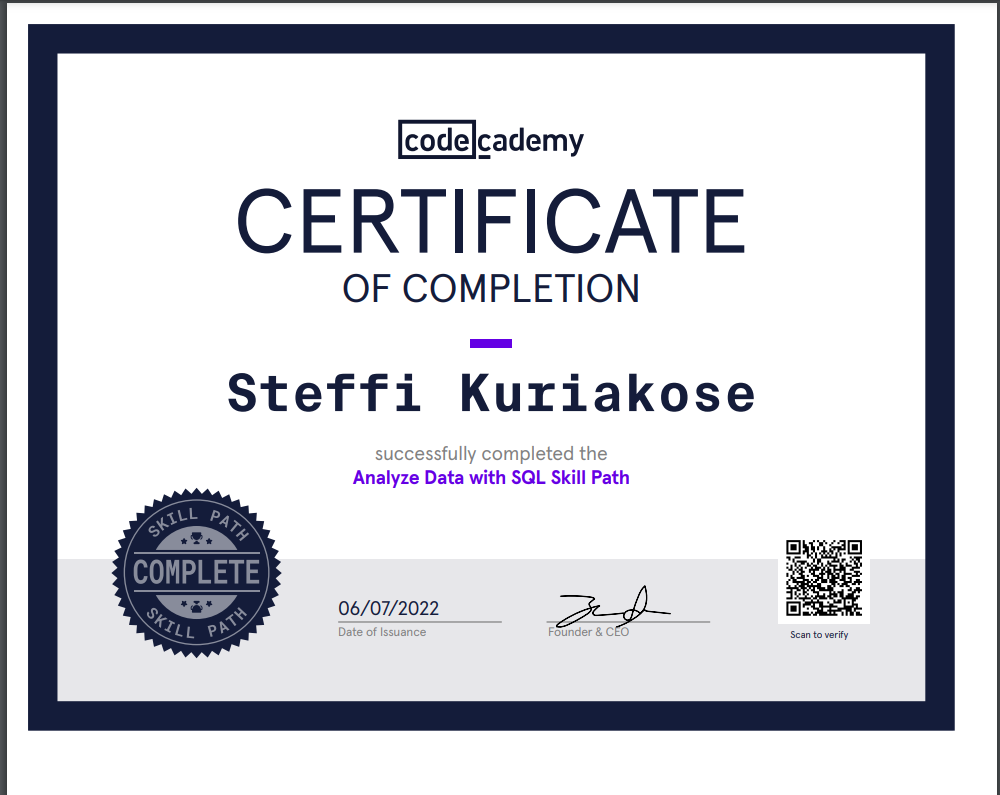 codecademy
CERTIFICATE
OF COMPLETION
Steffi Kuriakose
successfully completed the
Analyze Data with SQL Skill Path
SKILL PATH
COMPLETE
SKILL PATH
06/07/2022
Date of Issuance
Founder & CEO
Scan to verify